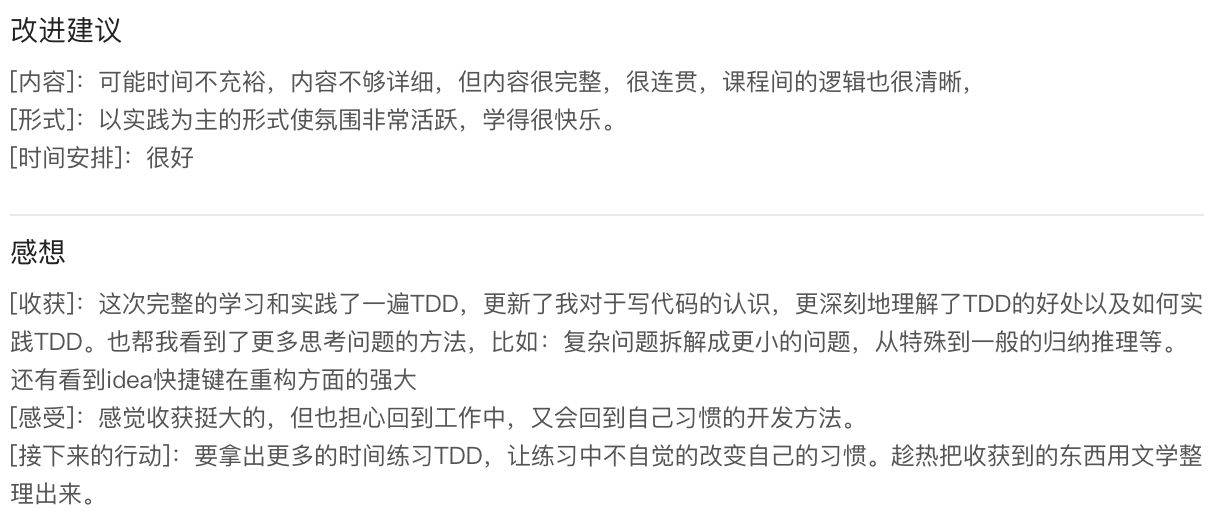 改进建议
[内容]：可能时间不充裕，内容不够详细，但内容很完整，很连贯，课程间的逻辑也很清晰，
[形式]：以实践为主的形式使氛围非常活跃，学得很快乐。
[时间安排]：很好
感想
[收获]：这次完整的学习和实践了一遍TDD，更新了我对于写代码的认识，更深刻地理解了TDD的好处以及如何实
践TDD。也帮我看到了更多思考问题的方法，比如：复杂问题拆解成更小的问题，从特殊到一般的归纳推理等。
还有看到idea快捷键在重构方面的强大
[感受]：感觉收获挺大的，但也担心回到工作中，又会回到自己习惯的开发方法。
[接下来的行动]：要拿出更多的时间练习TDD，让练习中不自觉的改变自己的习惯。趁热把收获到的东西用文学整
理出来。